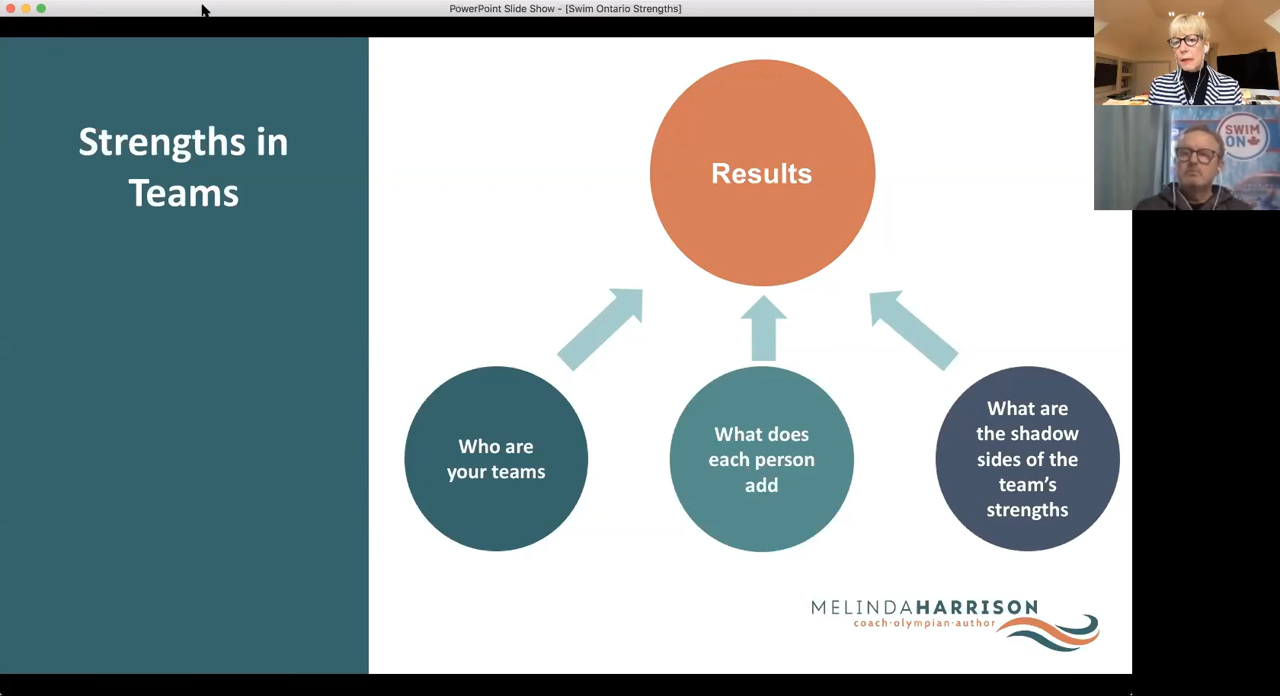 PowerPoint Slide Show - [Swim Ontario Strengths]
Strengths in
Teams
Results
Who are
your teams
What does
each person
add
What are
the shadow
sides of the
team's
strengths
MELINDAHARRISON
coach·olympian·author
SWIM
ON